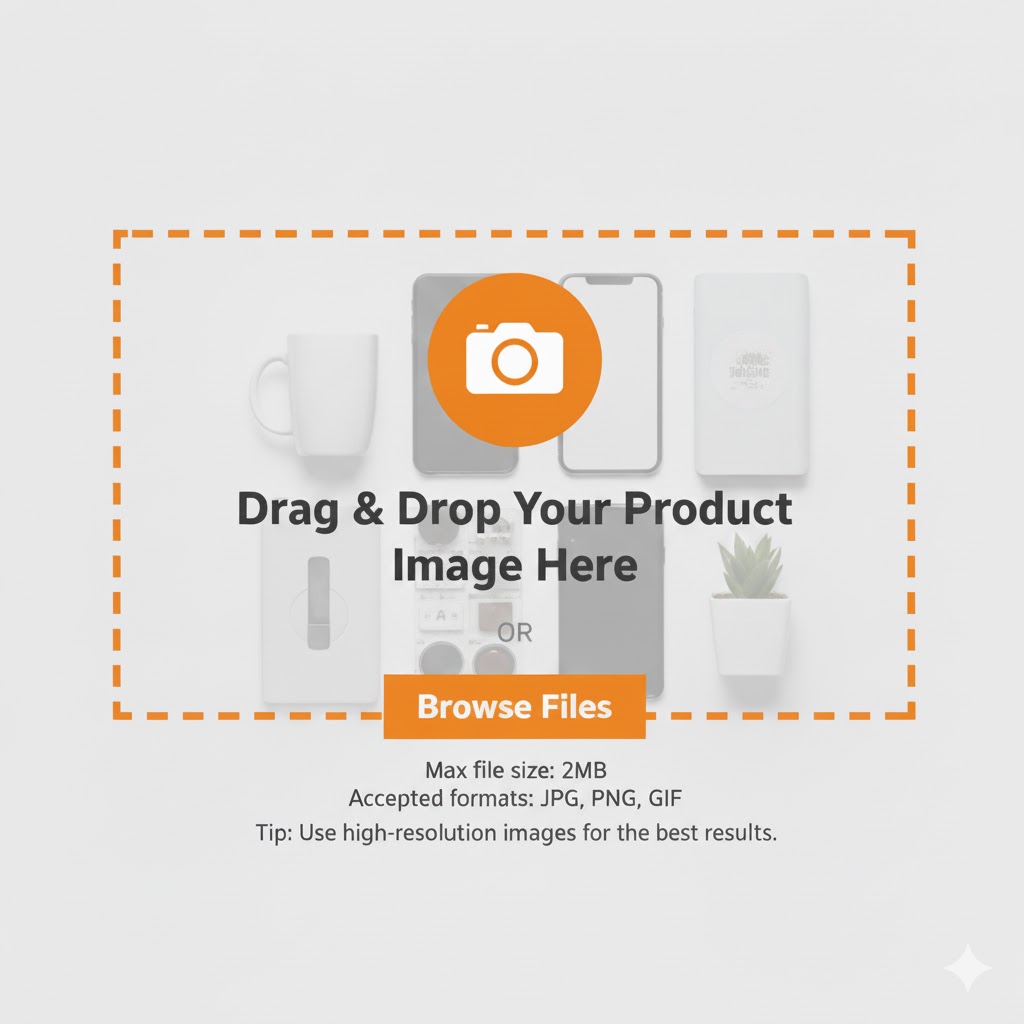 Drag & Drop Your Product
Image Here
A
OR
Browse Files
Max file size: 2MB
Accepted formats: JPG, PNG, GIF
Tip: Use high-resolution images for the best results.